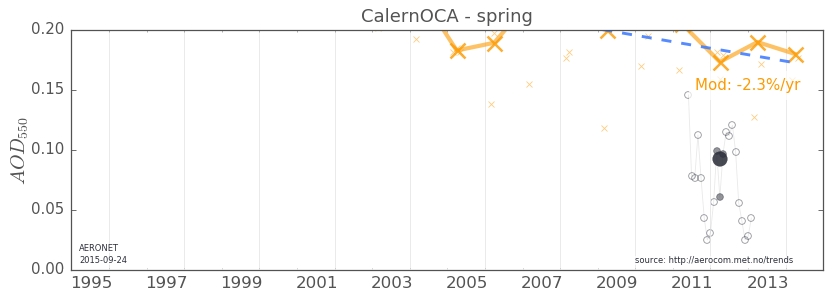 CalernOCA - spring
0.20
0.15
0.10
0.05
0.00
AOD550
Mod: -2.3%/yr
AERONET
2015-09-24
source: http://aerocom.met.no/trends
1995 1997 1999 2001 2003 2005 2007 2009 2011 2013